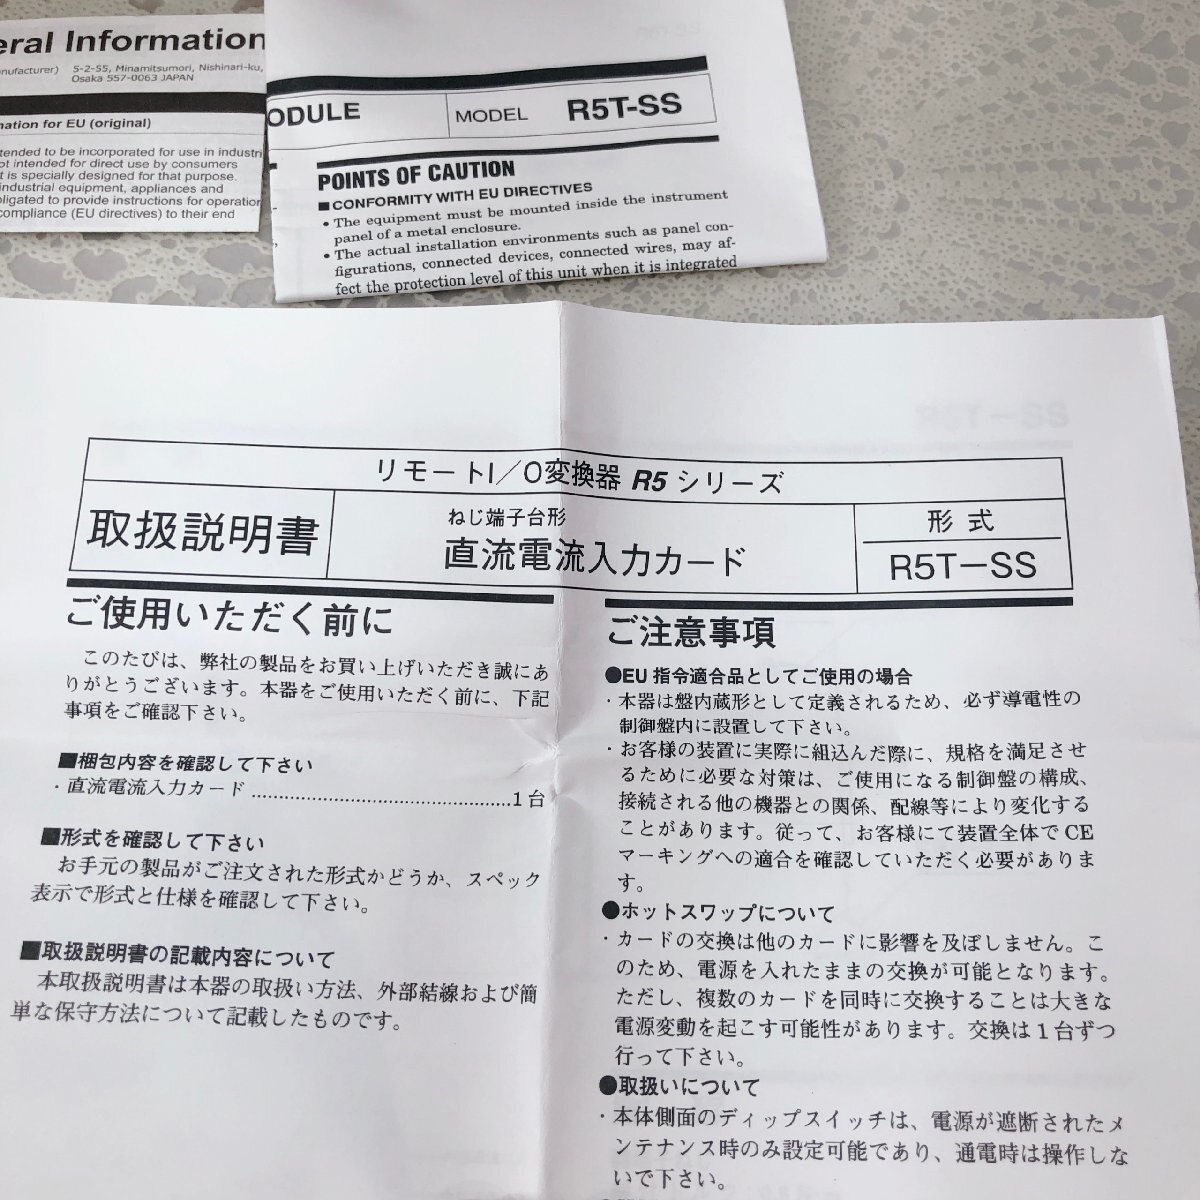 eral Information
anufacturer) 5-2-55, Minamitsumori, Nishinari-ku,
Osaka 557-0063 JAPAN
mation for EU (original)
tended to be incorporated for use in industri
ot intended for direct use by consumers
t is specially designed for that purpose.
industrial equipment, appliances and
bligated to provide instructions for operation
compliance (EU directives) to their end
ODULE
MODEL R5T-SS
POINTS OF CAUTION
■CONFORMITY WITH EU DIRECTIVES
• The equipment must be mounted inside the instrument
panel of a metal enclosure.
• The actual installation environments such as panel con-
figurations, connected devices, connected wires, may af-
fect the protection level of this unit when it is integrated
リモートI/O変換器 R5 シリーズ
取扱説明書
ねじ端子台形
直流電流入力カード
形式
R5T-SS
ご使用いただく前に
このたびは、弊社の製品をお買い上げいただき誠にあ
りがとうございます。本器をご使用いただく前に、下記
事項をご確認下さい。
■梱包内容を確認して下さい
・直流電流入力カード ..............................................1台
■形式を確認して下さい
お手元の製品がご注文された形式かどうか、スペック
表示で形式と仕様を確認して下さい。
■取扱説明書の記載内容について
本取扱説明書は本器の取扱い方法、外部結線および簡
単な保守方法について記載したものです。
ご注意事項
●EU 指令適合品としてご使用の場合
・本器は盤内蔵形として定義されるため、必ず導電性の
制御盤内に設置して下さい。
・お客様の装置に実際に組込んだ際に、規格を満足させ
るために必要な対策は、ご使用になる制御盤の構成、
接続される他の機器との関係、配線等により変化する
ことがあります。従って、お客様にて装置全体で CE
マーキングへの適合を確認していただく必要がありま
す。
●ホットスワップについて
・カードの交換は他のカードに影響を及ぼしません。こ
のため、電源を入れたままの交換が可能となります。
ただし、複数のカードを同時に交換することは大きな
電源変動を起こす可能性があります。交換は1台ずつ
行って下さい。
●取扱いについて
・本体側面のディップスイッチは、電源が遮断されたメ
ンテナンス時のみ設定可能であり、通電時は操作しな
いで下さい。